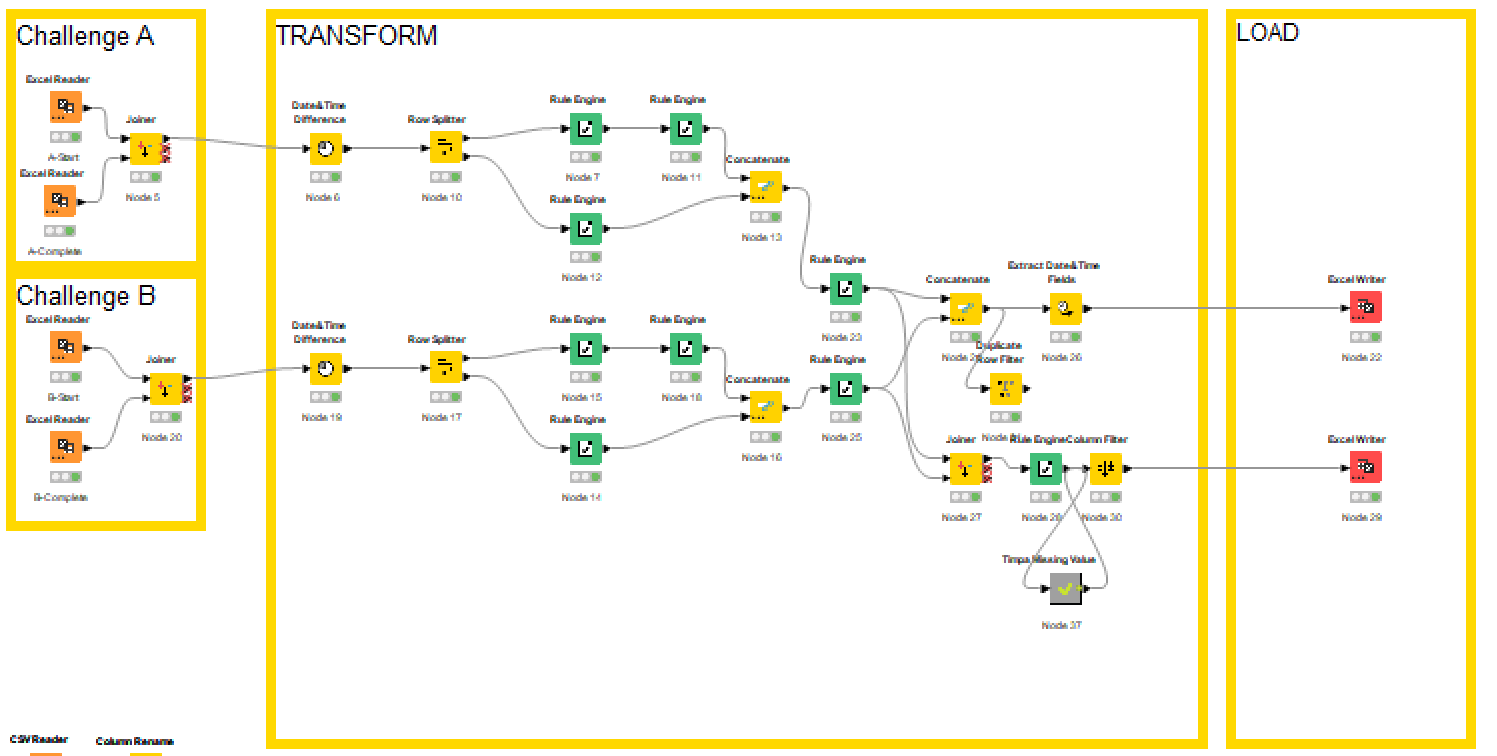 Challenge A
TRANSFORM
LOAD
Excel Reader
A-Start
Joiner
Node 5
Excel Reader
A-Complete
Date&Time
Difference
Node 6
Row Splitter
Node 10
Rule Engine
Node 7
Rule Engine
Node 11
Rule Engine
Node 12
Concatenate
Node 13
Challenge B
Excel Reader
B-Start
Joiner
Node 20
Excel Reader
B-Complete
Date&Time
Difference
Node 19
Row Splitter
Node 17
Rule Engine
Node 15
Rule Engine
Node 18
Rule Engine
Node 14
Concatenate
Node 16
Rule Engine
Node 23
Rule Engine
Node 25
Concatenate
Node
Extract Date&Time
Fields
Node 26
Duplicate
Row Filter
Node
Joiner
Node 27
Rule Engine
Node 28
Column Filter
Node 30
Timpa Missing Value
Node 37
Excel Writer
Node 22
Excel Writer
Node 29
CSV Reader
Column Rename